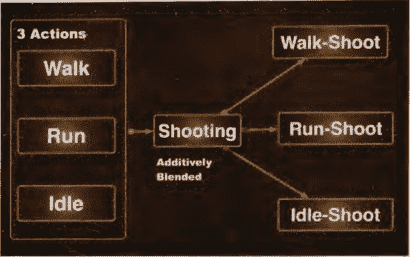 3 Actions
Walk
Run
Idle
Shooting
Additively
Blended
Walk-Shoot
Run-Shoot
Idle-Shoot